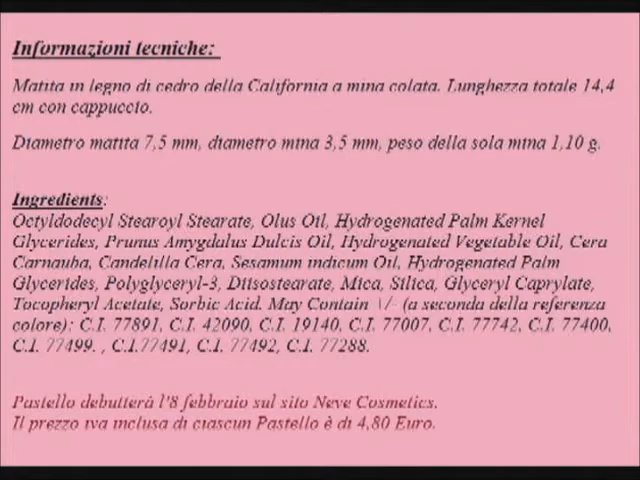 Informazioni tecniche:
Matita in legno di cedro della California a mina colata. Lunghezza totale 14,4
cm con cappuccio.
Diametro matita 7,5 mm, diametro mina 3,5 mm, peso della sola mina 1,10 g.
Ingredients:
Octyldodecyl Stearoyl Stearate, Olus Oil, Hydrogenated Palm Kernel
Glycerides, Prunus Amygdalus Dulcis Oil, Hydrogenated Vegetable Oil, Cera
Carnauba, Candelilla Cera, Sesamum indicum Oil, Hydrogenated Palm
Glycerides, Polyglyceryl-3, Diisostearate, Mica, Silica, Glyceryl Caprylate,
Tocopheryl Acetate, Sorbic Acid. May Contain +/- (a seconda della referenza
colore): C.I. 77891, C.I. 42090, C.I. 19140, C.I. 77007, C.I. 77742, C.I. 77400,
C.I. 77499. , C.I.77491, C.I. 77492, C.I. 77288.
Pastello debutterà l'8 febbraio sul sito Neve Cosmetics.
Il prezzo iva inclusa di ciascun Pastello è di 4,80 Euro.